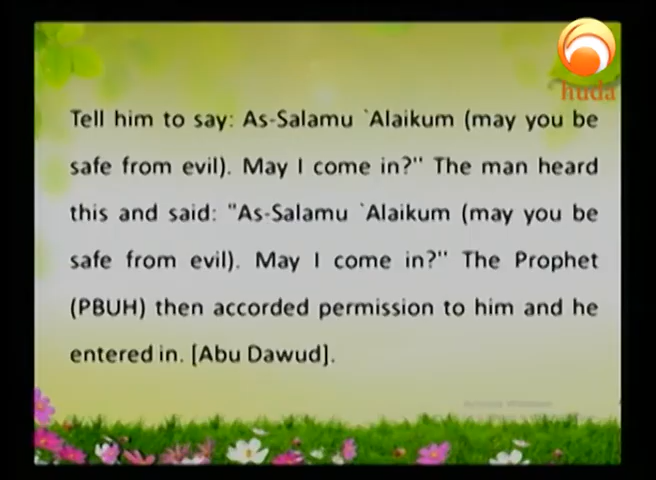 huda
Tell him to say: As-Salamu `Alaikum (may you be
safe from evil). May I come in?" The man heard
this and said: "As-Salamu `Alaikum (may you be
safe from evil). May I come in?" The Prophet
(PBUH) then accorded permission to him and he
entered in. [Abu Dawud].